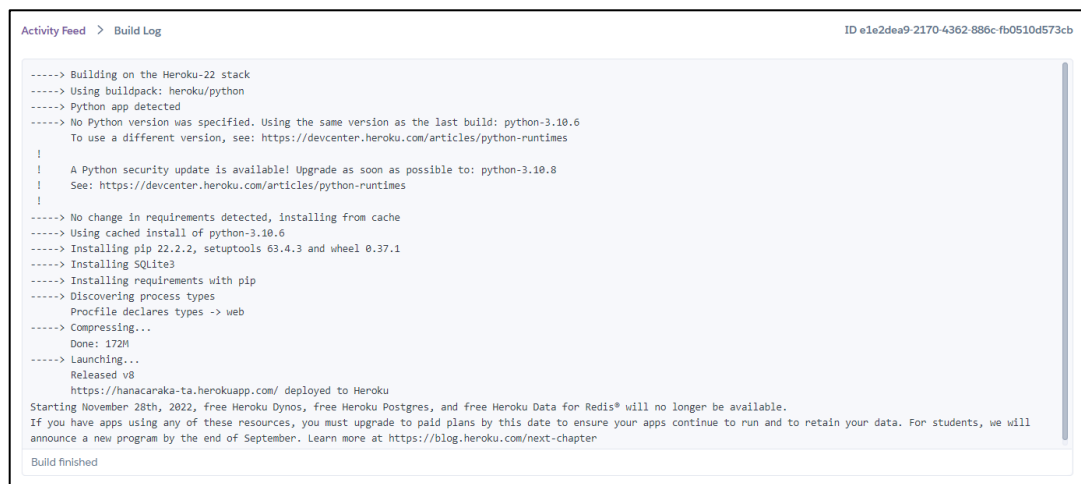 Activity Feed > Build Log ID e1e2dea9-2170-4362-886c-fb0510d573cb
-----> Building on the Heroku-22 stack
-----> Using buildpack: heroku/python
-----> Python app detected
-----> No Python version was specified. Using the same version as the last build: python-3.10.6
       To use a different version, see: https://devcenter.heroku.com/articles/python-runtimes
 !
 !     A Python security update is available! Upgrade as soon as possible to: python-3.10.8
 !     See: https://devcenter.heroku.com/articles/python-runtimes
 !
-----> No change in requirements detected, installing from cache
-----> Using cached install of python-3.10.6
-----> Installing pip 22.2.2, setuptools 63.4.3 and wheel 0.37.1
-----> Installing SQLite3
-----> Installing requirements with pip
-----> Discovering process types
       Procfile declares types -> web
-----> Compressing...
       Done: 172M
-----> Launching...
       Released v8
       https://hanacaraka-ta.herokuapp.com/ deployed to Heroku
Starting November 28th, 2022, free Heroku Dynos, free Heroku Postgres, and free Heroku Data for Redis® will no longer be available.
If you have apps using any of these resources, you must upgrade to paid plans by this date to ensure your apps continue to run and to retain your data. For students, we will
announce a new program by the end of September. Learn more at https://blog.heroku.com/next-chapter
Build finished